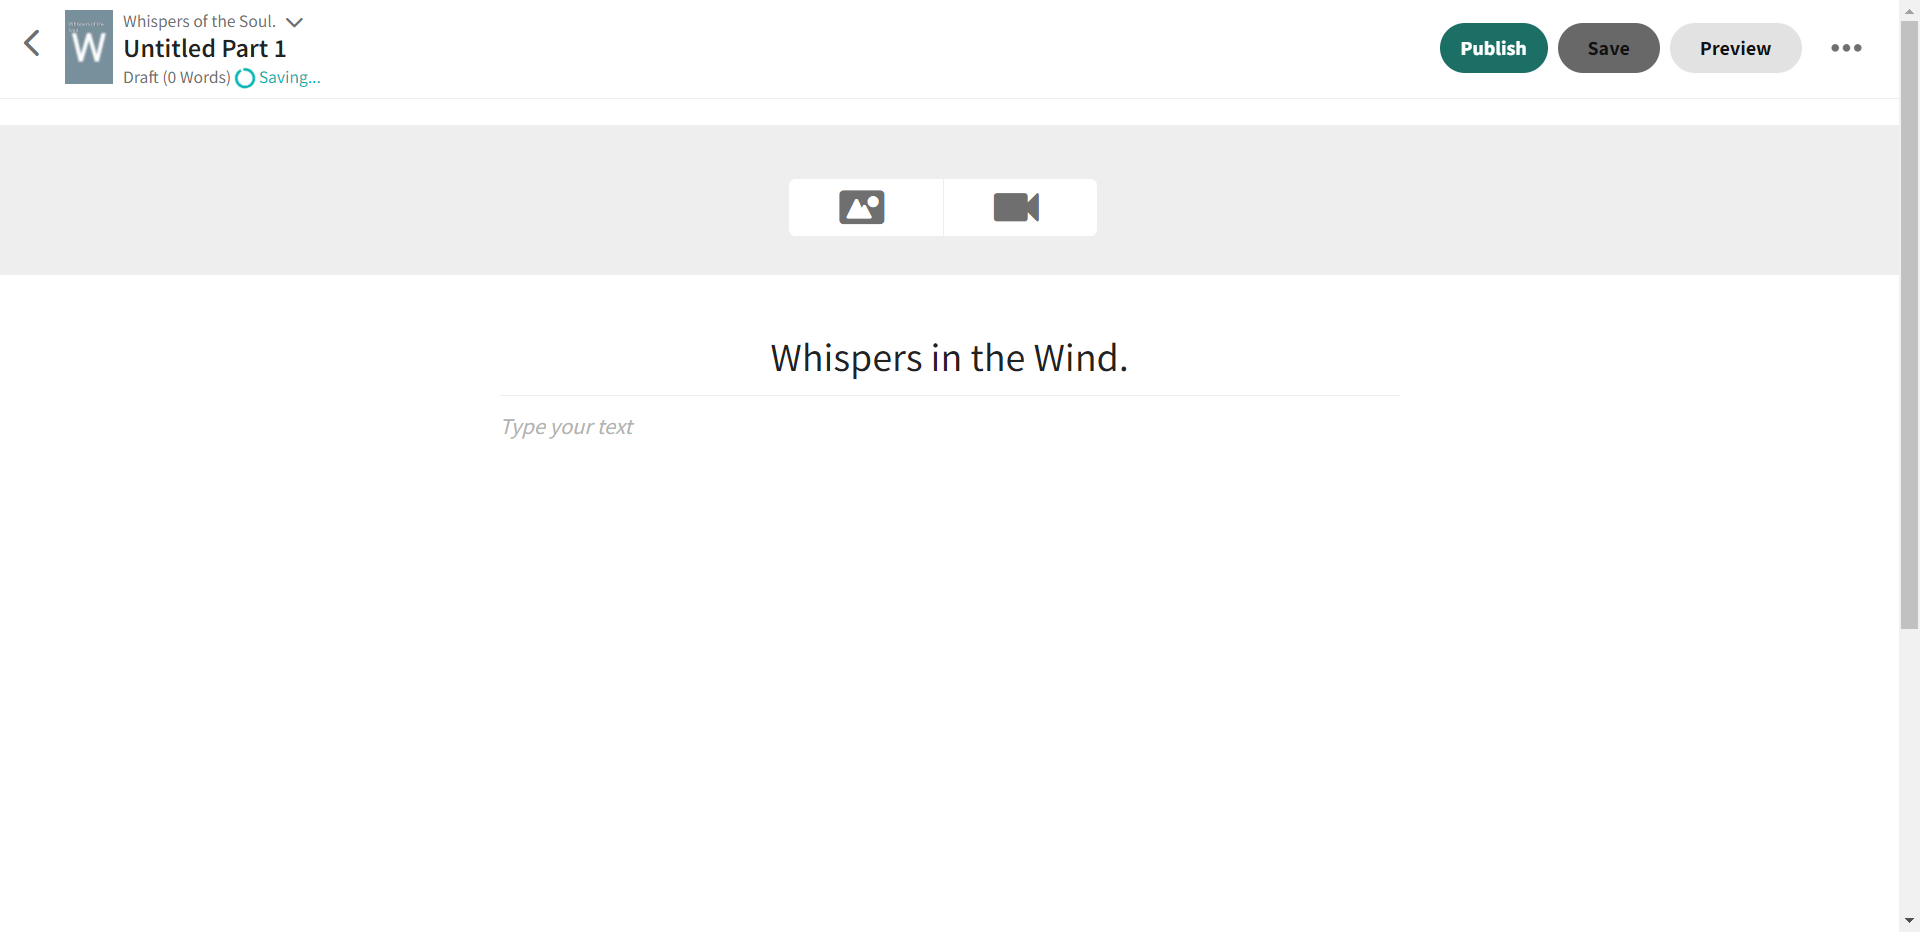 Whispers of the Soul.
W
Untitled Part 1
Draft (0 Words) Saving...
Publish
Save
Preview
Whispers in the Wind.
Type your text